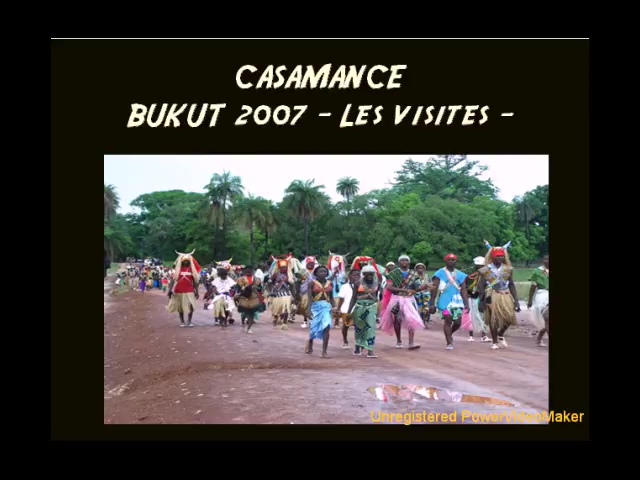 CASAMANCE
BUKUT 2007 - LES VISITES -
Unregistered PowerVideoMaker